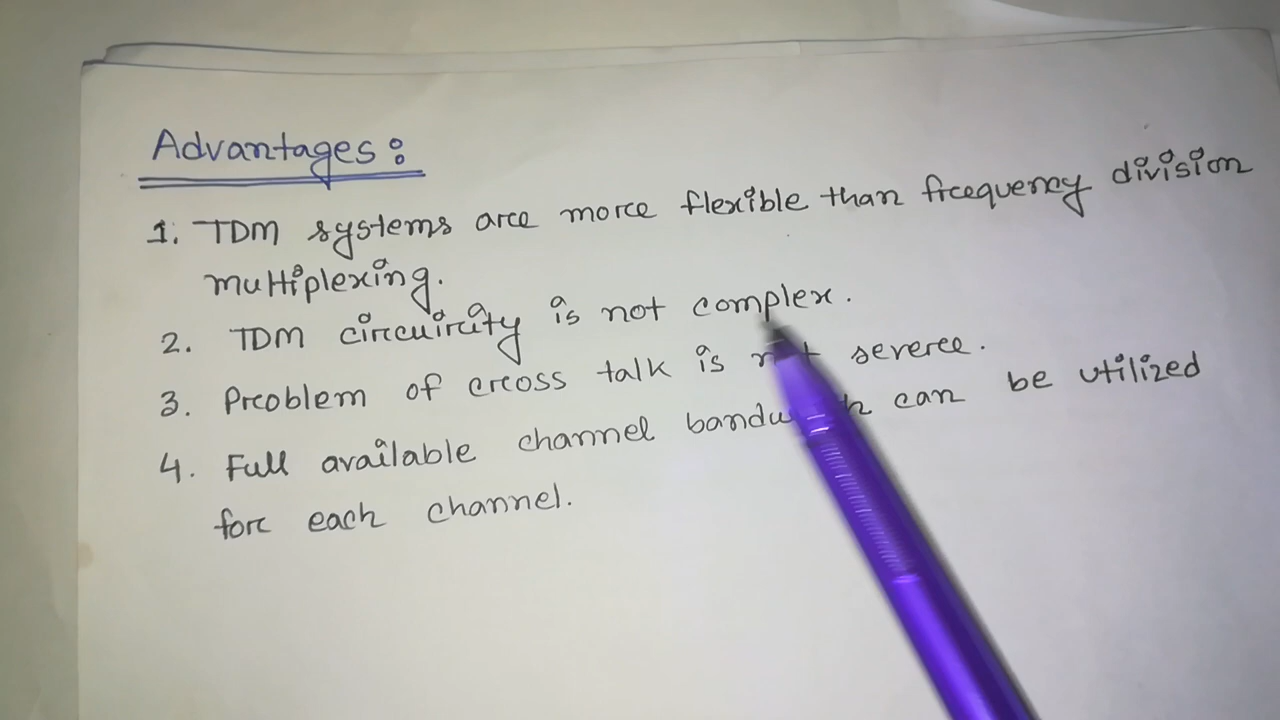 Advantages:
1. TDM systems are more flexible than frequency division
multiplexing.
2. TDM circuircity is not complex.
3. Problem of cross talk is severe.
4. Full available channel can be utilized
for each channel.